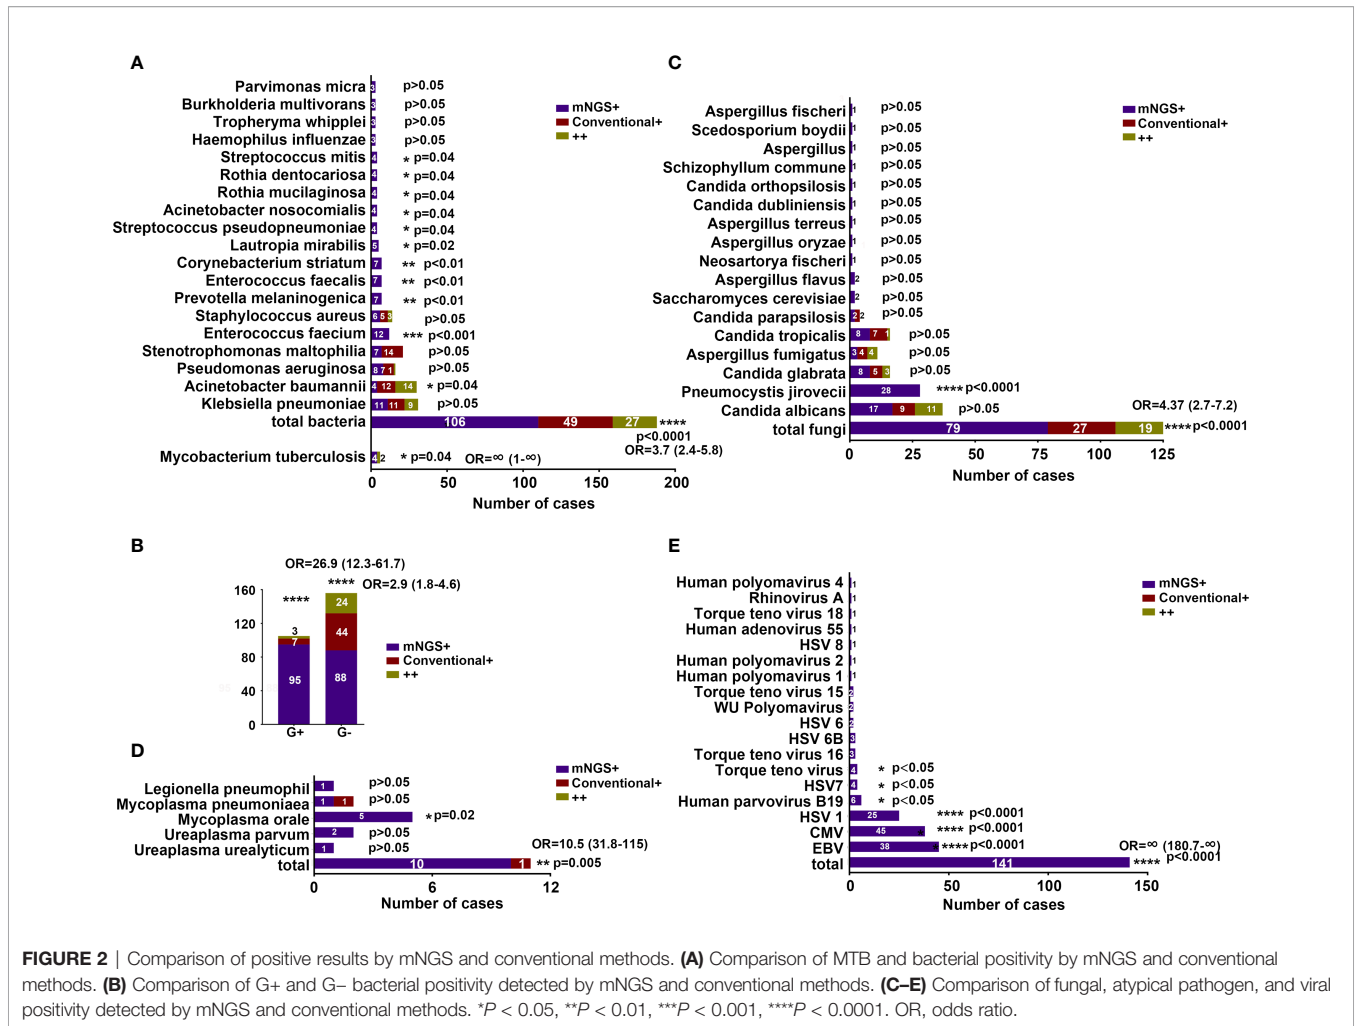 A
Parvimonas micra 3 p>0.05
Burkholderia multivorans 3 p>0.05
Tropheryma whipplei 3 p>0.05
Haemophilus influenzae 3 p>0.05
Streptococcus mitis 4 * p=0.04
Rothia dentocariosa 4 * p=0.04
Rothia mucilaginosa 4 * p=0.04
Acinetobacter nosocomialis 4 * p=0.04
Streptococcus pseudopneumoniae 4 * p=0.04
Lautropia mirabilis 5 * p=0.02
Corynebacterium striatum 7 ** p<0.01
Enterococcus faecalis 7 ** p<0.01
Prevotella melaninogenica 7 ** p<0.01
Staphylococcus aureus 6 5 3 p>0.05
Enterococcus faecium 12 *** p<0.001
Stenotrophomonas maltophilia 7 14 p>0.05
Pseudomonas aeruginosa 8 7 1 p>0.05
Acinetobacter baumannii 4 12 14 * p=0.04
Klebsiella pneumoniae 11 11 9 p>0.05
total bacteria 106 49 27 ****
p<0.0001
OR=3.7 (2.4-5.8)
Mycobacterium tuberculosis 4 2 * p=0.04 OR=∞ (1-∞)
0 50 100 150 200
Number of cases
mNGS+
Conventional+
++
C
Aspergillus fischeri 1 p>0.05
Scedosporium boydii 1 p>0.05
Aspergillus 1 p>0.05
Schizophyllum commune 1 p>0.05
Candida orthopsilosis 1 p>0.05
Candida dubliniensis 1 p>0.05
Aspergillus terreus 1 p>0.05
Aspergillus oryzae 1 p>0.05
Neosartorya fischeri 1 p>0.05
Aspergillus flavus 2 p>0.05
Saccharomyces cerevisiae 2 p>0.05
Candida parapsilosis 2 2 p>0.05
Candida tropicalis 8 7 1 p>0.05
Aspergillus fumigatus 3 4 4 p>0.05
Candida glabrata 8 5 3 p>0.05
Pneumocystis jirovecii 28 **** p<0.0001
Candida albicans 17 9 11 p>0.05
OR=4.37 (2.7-7.2)
total fungi 79 27 19 **** p<0.0001
0 25 50 75 100 125
Number of cases
mNGS+
Conventional+
++
B
OR=26.9 (12.3-61.7)
**** OR=2.9 (1.8-4.6)
****
160
120
80
40
0
3
7
95
24
44
88
G+ G-
mNGS+
Conventional+
++
D
Legionella pneumophil 1 p>0.05
Mycoplasma pneumoniaea 1 1 p>0.05
Mycoplasma orale 5 * p=0.02
Ureaplasma parvum 2 p>0.05
Ureaplasma urealyticum 1 p>0.05
OR=10.5 (31.8-115)
total 10 1 ** p=0.005
0 6 12
Number of cases
mNGS+
Conventional+
++
E
Human polyomavirus 4 1
Rhinovirus A 1
Torque teno virus 18 1
Human adenovirus 55 1
HSV 8 1
Human polyomavirus 2 1
Human polyomavirus 1 1
Torque teno virus 15 2
WU Polyomavirus 2
HSV 6 2
HSV 6B 3
Torque teno virus 16 3
Torque teno virus 4 * p<0.05
HSV7 4 * p<0.05
Human parvovirus B19 6 * p<0.05
HSV 1 25 **** p<0.0001
CMV 45 **** p<0.0001
EBV 38 **** p<0.0001
OR=∞ (180.7-∞)
total 141 **** p<0.0001
0 50 100 150
Number of cases
mNGS+
Conventional+
++
FIGURE 2 | Comparison of positive results by mNGS and conventional methods. (A) Comparison of MTB and bacterial positivity by mNGS and conventional
methods. (B) Comparison of G+ and G− bacterial positivity detected by mNGS and conventional methods. (C–E) Comparison of fungal, atypical pathogen, and viral
positivity detected by mNGS and conventional methods. *P < 0.05, **P < 0.01, ***P < 0.001, ****P < 0.0001. OR, odds ratio.